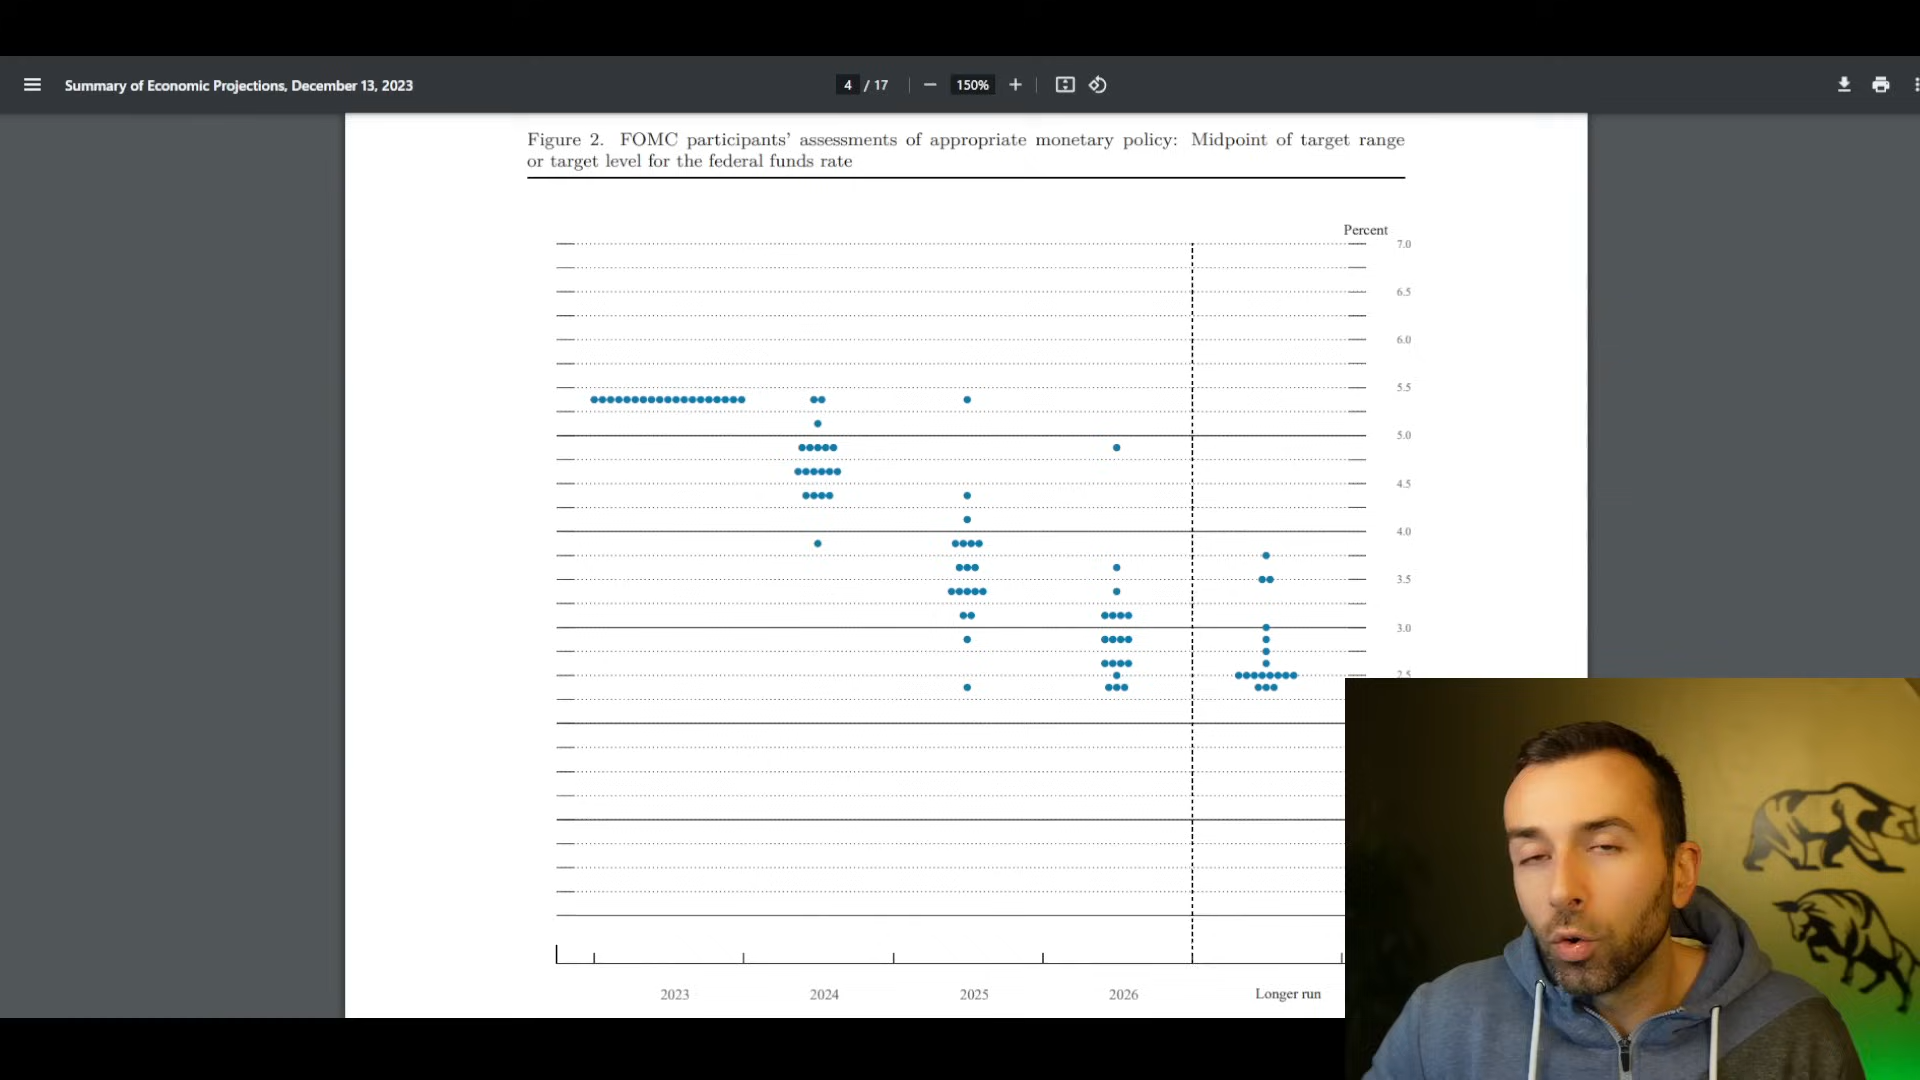 Summary of Economic Projections, December 13, 2023
4 / 17
150%
Figure 2. FOMC participants' assessments of appropriate monetary policy: Midpoint of target range
or target level for the federal funds rate
Percent
7.0
6.5
6.0
5.5
5.0
4.5
4.0
3.5
3.0
2.5
2023 2024 2025 2026 Longer run